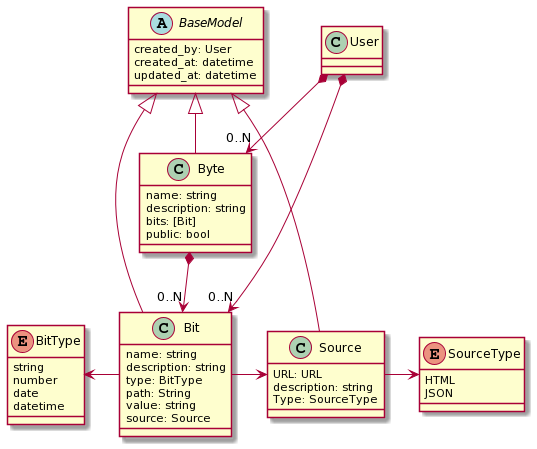 A BaseModel
created_by: User
created_at: datetime
updated_at: datetime
C User
0..N
C Byte
name: string
description: string
bits: [Bit]
public: bool
0..N
0..N
E BitType
string
number
date
datetime
C Bit
name: string
description: string
type: BitType
path: String
value: string
source: Source
C Source
URL: URL
description: string
Type: SourceType
E SourceType
HTML
JSON